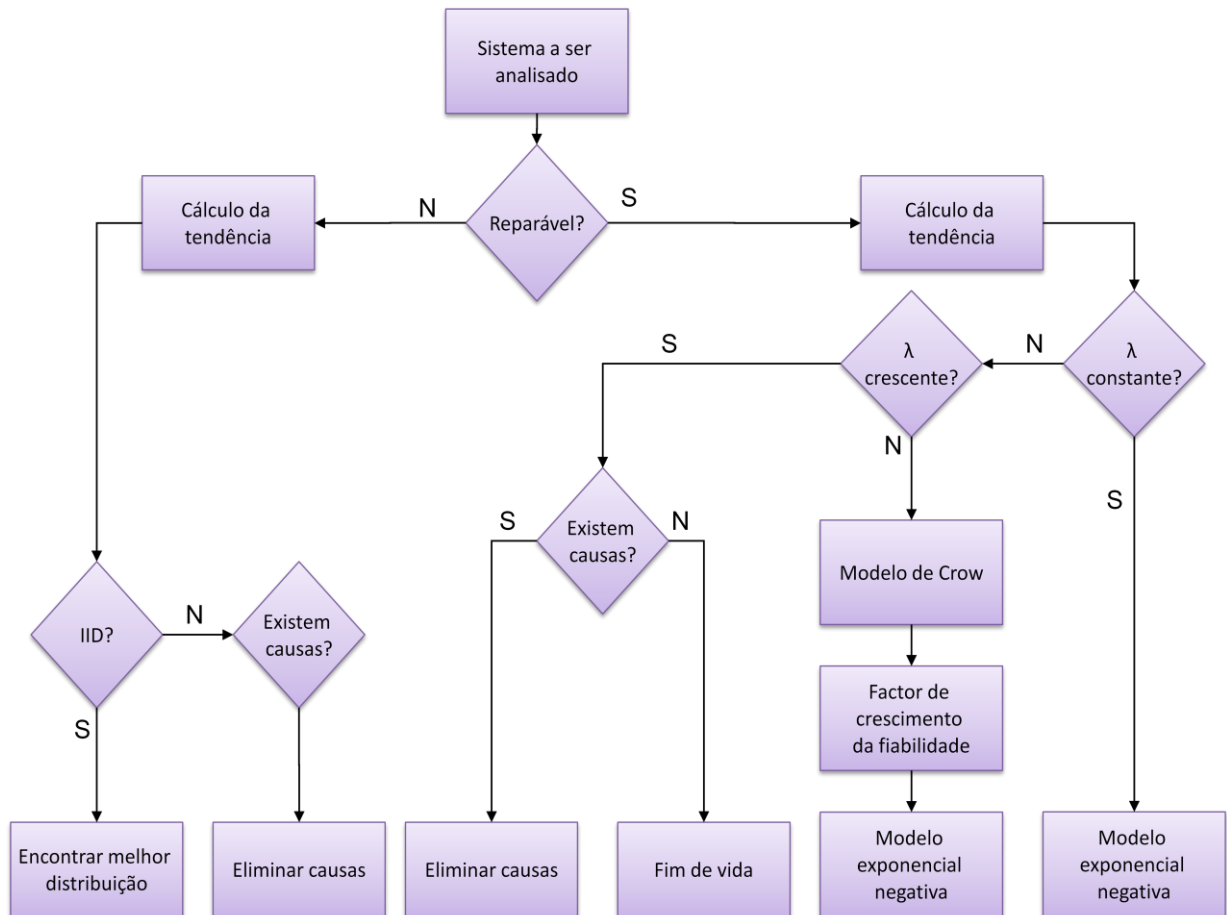 Sistema a ser
analisado
Reparável?
N
S
Cálculo da
tendência
Cálculo da
tendência
λ
constante?
N
S
λ
crescente?
S
N
Existem
causas?
S
N
Modelo de Crow
Factor de
crescimento
da fiabilidade
IID?
N
S
Existem
causas?
Encontrar melhor
distribuição
Eliminar causas
Eliminar causas
Fim de vida
Modelo
exponencial
negativa
Modelo
exponencial
negativa